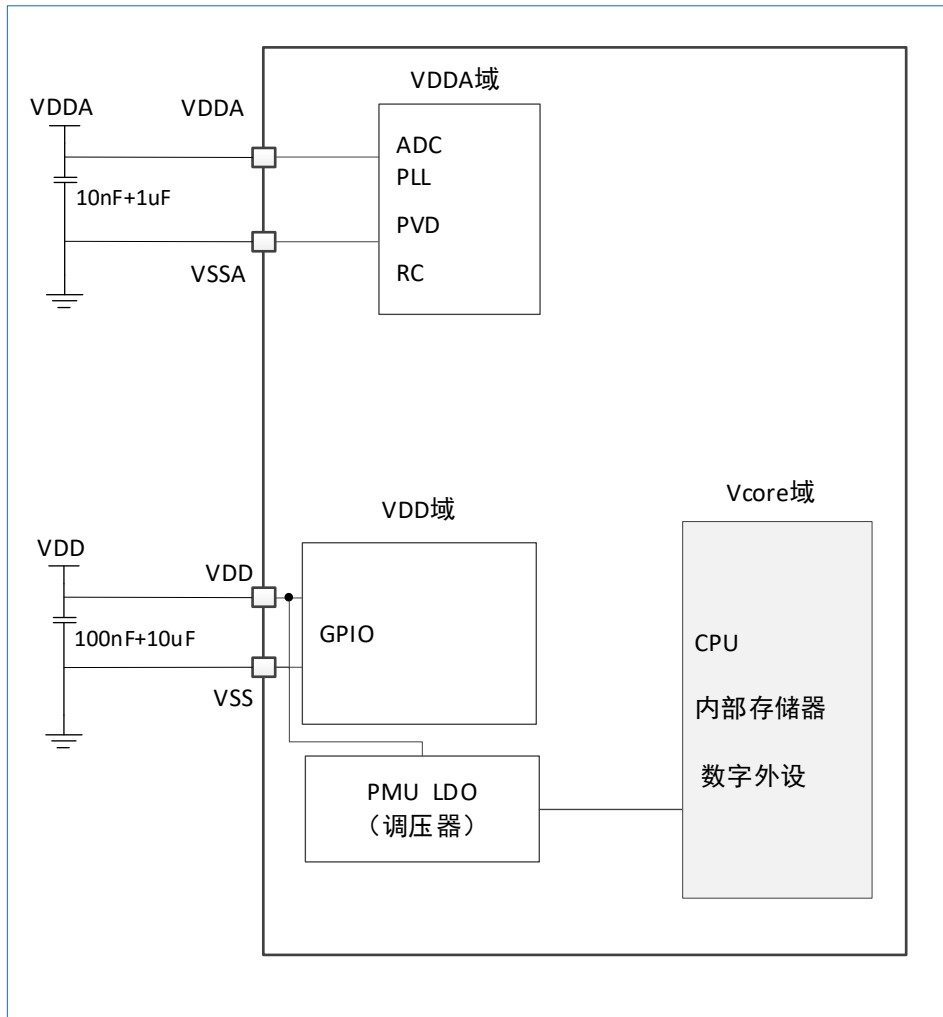 VDDA域
VDDA
VDDA
ADC
PLL
10nF+1uF
PVD
VSSA
RC
Vcore域
VDD域
VDD
VDD
GPIO
100nF+10uF
CPU
VSS
内部存储器
数字外设
PMU LDO
（调压器）